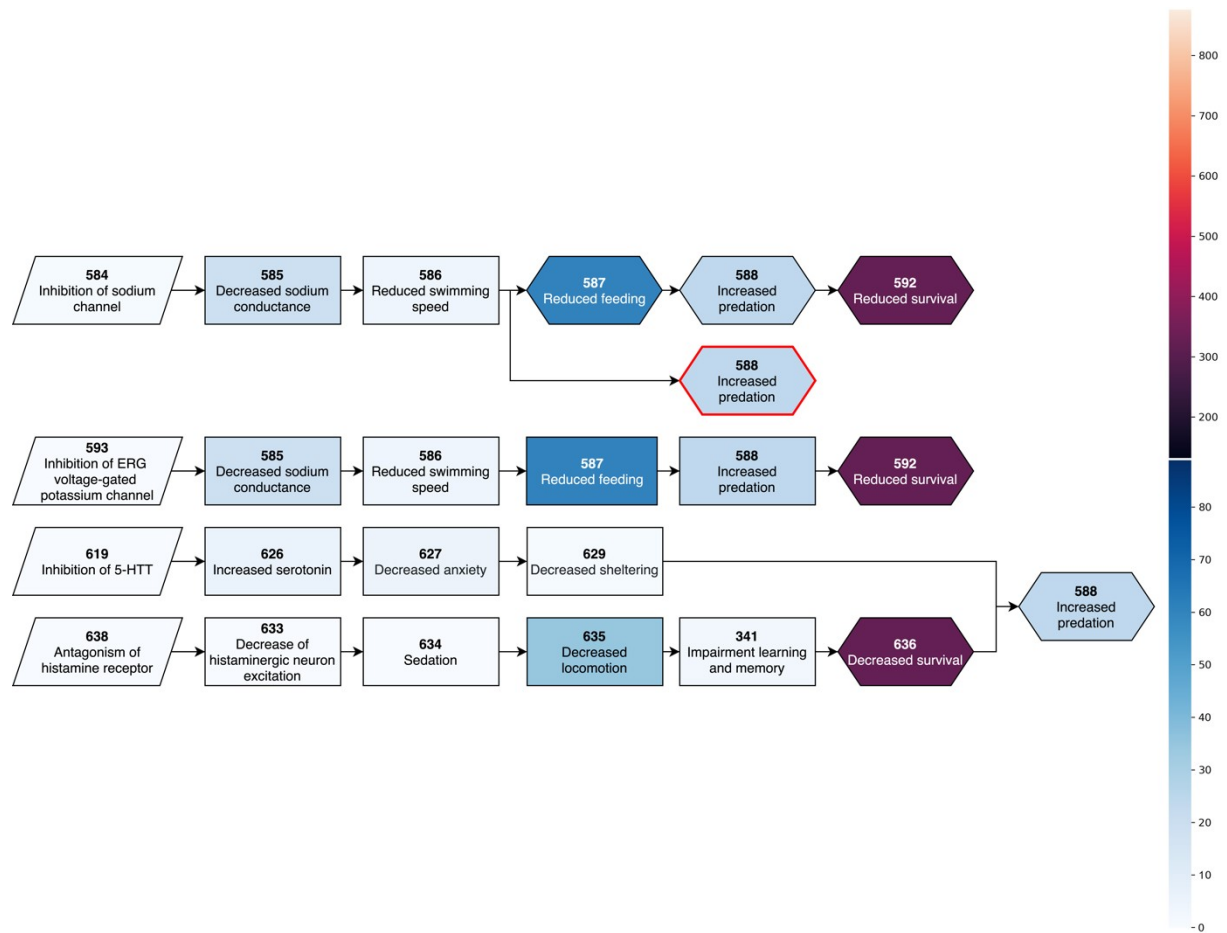 584
Inhibition of sodium
channel
585
Decreased sodium
conductance
586
Reduced swimming
speed
587
Reduced feeding
588
Increased
predation
592
Reduced survival
588
Increased
predation
593
Inhibition of ERG
voltage-gated
potassium channel
585
Decreased sodium
conductance
586
Reduced swimming
speed
587
Reduced feeding
588
Increased
predation
592
Reduced survival
619
Inhibition of 5-HTT
626
Increased serotonin
627
Decreased anxiety
629
Decreased sheltering
588
Increased
predation
638
Antagonism of
histamine receptor
633
Decrease of
histaminergic neuron
excitation
634
Sedation
635
Decreased
locomotion
341
Impairment learning
and memory
636
Decreased survival
800
700
600
500
400
300
200
80
70
60
50
40
30
20
10
0